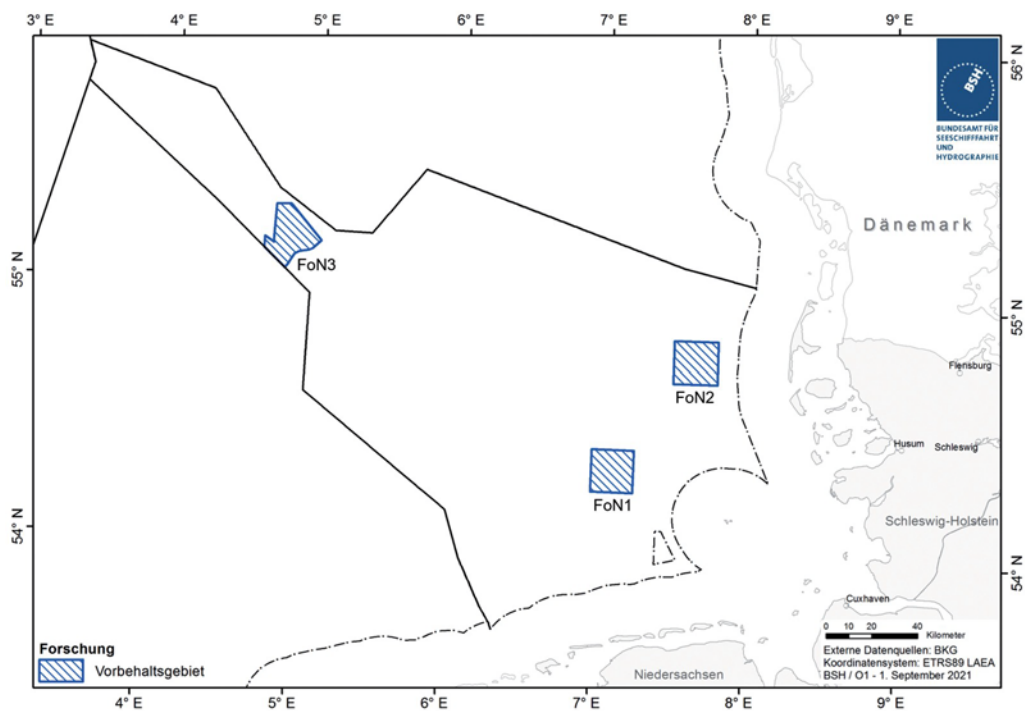 3° E 4° E 5° E 6° E 7° E 8° E 9° E
56° N
BSH
BUNDESAMT FÜR
SEESCHIFFFAHRT
UND
HYDROGRAPHIE
Dänemark
55° N
FoN3
55° N
Flensburg
FoN2
Husum
Schleswig
FoN1
54° N
Schleswig-Holstein
54° N
Cuxhaven
0 10 20 40 Kilometer
Externe Datenquellen: BKG
Koordinatensystem: ETRS89 LAEA
BSH / O1 - 1. September 2021
Forschung
Vorbehaltsgebiet
Niedersachsen
4° E 5° E 6° E 7° E 8° E 9° E